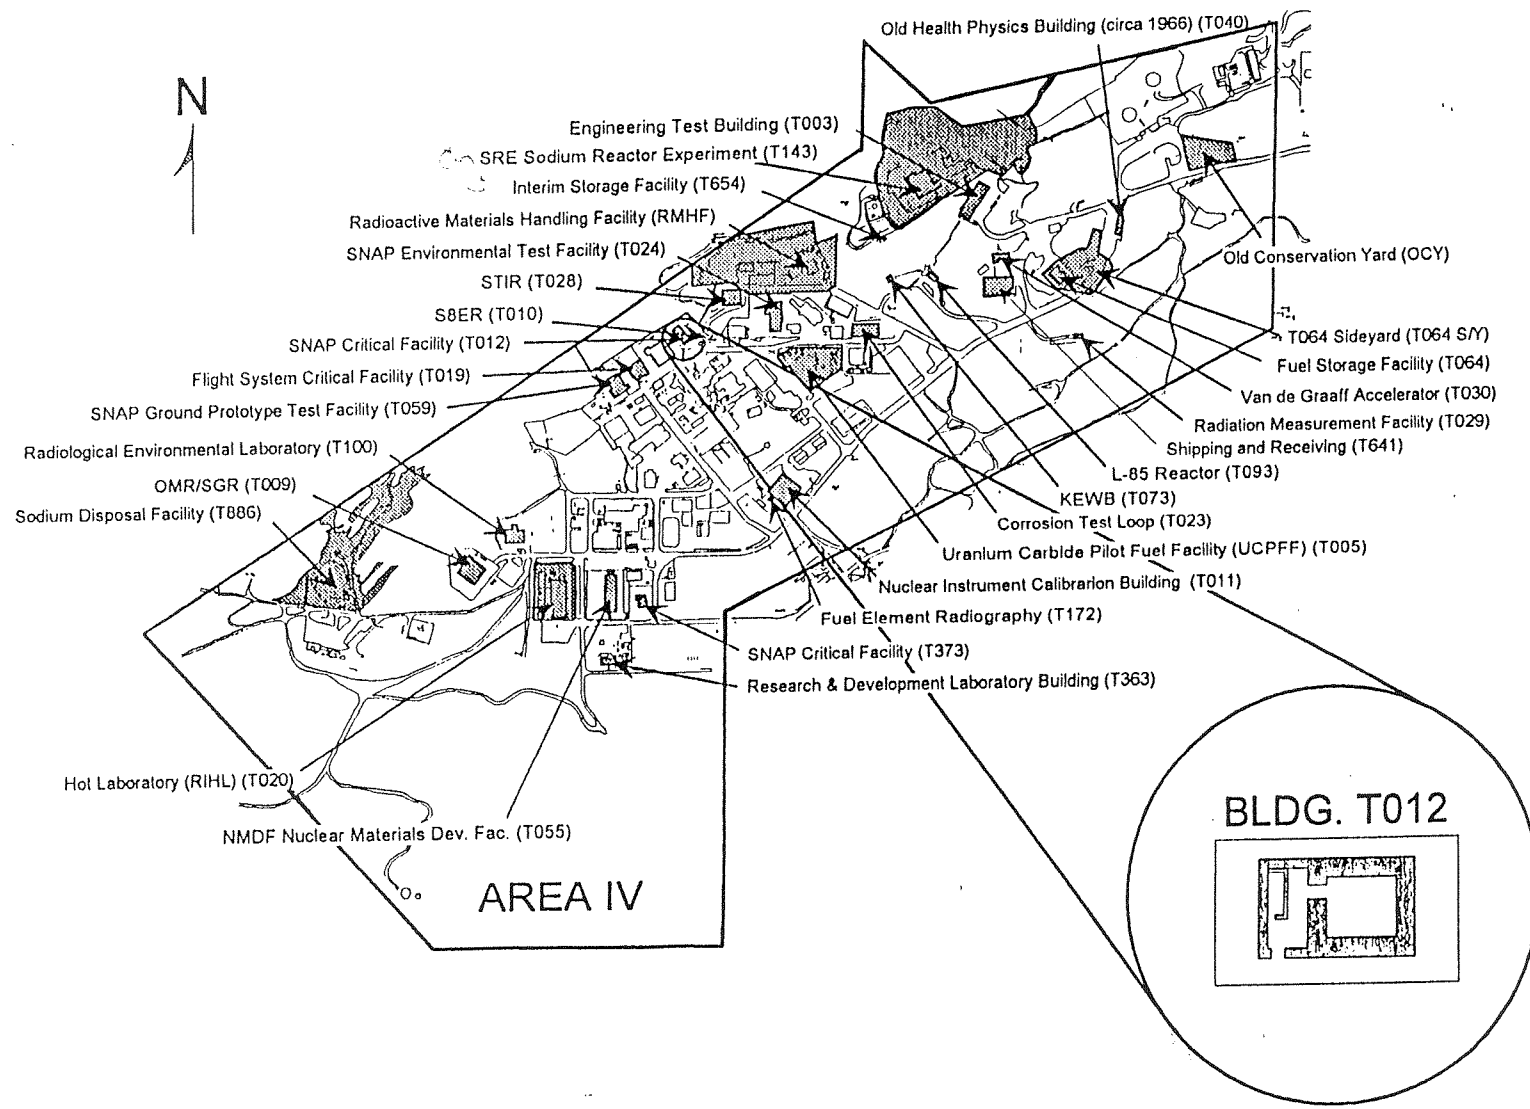 Old Health Physics Building (circa 1966) (T040)
N
Engineering Test Building (T003)
SRE Sodium Reactor Experiment (T143)
Interim Storage Facility (T654)
Radioactive Materials Handling Facility (RMHF)
SNAP Environmental Test Facility (T024)
STIR (T028)
S8ER (T010)
SNAP Critical Facility (T012)
Flight System Critical Facility (T019)
SNAP Ground Prototype Test Facility (T059)
Radiological Environmental Laboratory (T100)
OMR/SGR (T009)
Sodium Disposal Facility (T886)
Old Conservation Yard (OCY)
T064 Sideyard (T064 S/Y)
Fuel Storage Facility (T064)
Van de Graaff Accelerator (T030)
Radiation Measurement Facility (T029)
Shipping and Receiving (T641)
L-85 Reactor (T093)
KEWB (T073)
Corrosion Test Loop (T023)
Uranium Carbide Pilot Fuel Facility (UCPFF) (T005)
Nuclear Instrument Calibration Building (T011)
Fuel Element Radiography (T172)
SNAP Critical Facility (T373)
Research & Development Laboratory Building (T363)
Hot Laboratory (RIHL) (T020)
NMDF Nuclear Materials Dev. Fac. (T055)
AREA IV
BLDG. T012